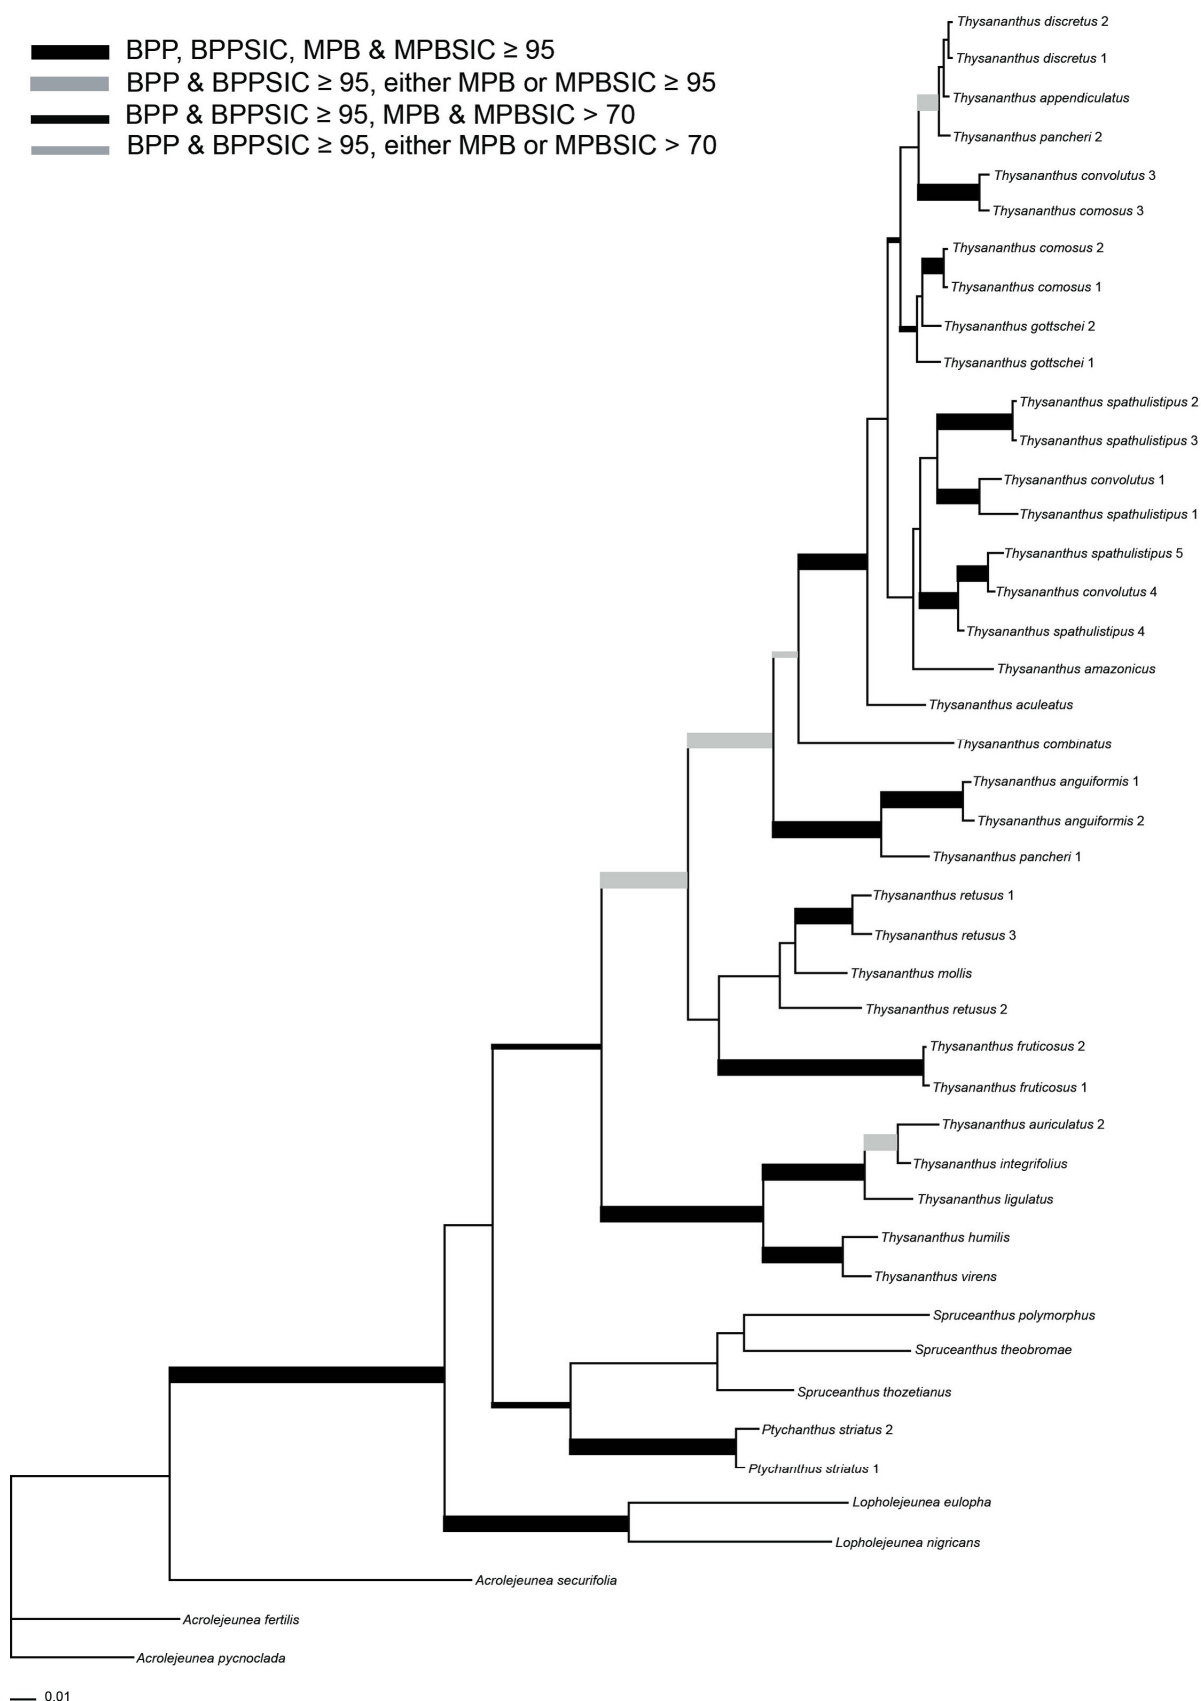 BPP, BPPSIC, MPB & MPBSIC ≥ 95
BPP & BPPSIC ≥ 95, either MPB or MPBSIC ≥ 95
BPP & BPPSIC ≥ 95, MPB & MPBSIC > 70
BPP & BPPSIC ≥ 95, either MPB or MPBSIC > 70
Thysananthus discretus 2
Thysananthus discretus 1
Thysananthus appendiculatus
Thysananthus pancheri 2
Thysananthus convolutus 3
Thysananthus comosus 3
Thysananthus comosus 2
Thysananthus comosus 1
Thysananthus gottschei 2
Thysananthus gottschei 1
Thysananthus spathulistipus 2
Thysananthus spathulistipus 3
Thysananthus convolutus 1
Thysananthus spathulistipus 1
Thysananthus spathulistipus 5
Thysananthus convolutus 4
Thysananthus spathulistipus 4
Thysananthus amazonicus
Thysananthus aculeatus
Thysananthus combinatus
Thysananthus anguiformis 1
Thysananthus anguiformis 2
Thysananthus pancheri 1
Thysananthus retusus 1
Thysananthus retusus 3
Thysananthus mollis
Thysananthus retusus 2
Thysananthus fruticosus 2
Thysananthus fruticosus 1
Thysananthus auriculatus 2
Thysananthus integrifolius
Thysananthus ligulatus
Thysananthus humilis
Thysananthus virens
Spruceanthus polymorphus
Spruceanthus theobromae
Spruceanthus thozetianus
Ptychanthus striatus 2
Ptychanthus striatus 1
Lopholejeunea eulopha
Lopholejeunea nigricans
Acrolejeunea securifolia
Acrolejeunea fertilis
Acrolejeunea pycnoclada
0.01